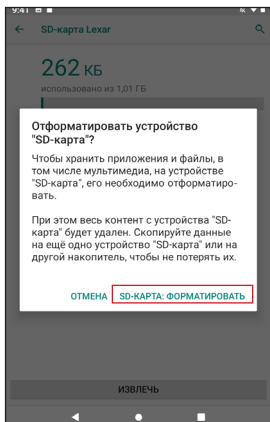 9:41
SD-карта Lexar
262 КБ
использовано из 1,01 ГБ
Отформатировать устройство
"SD-карта"?
Чтобы хранить приложения и файлы, в
том числе мультимедиа, на устройстве
"SD-карта", его необходимо отформатиро-
вать.
При этом весь контент с устройства "SD-
карта" будет удален. Скопируйте данные
на ещё одно устройство "SD-карта" или на
другой накопитель, чтобы не потерять их.
ОТМЕНА SD-КАРТА: ФОРМАТИРОВАТЬ
ИЗВЛЕЧЬ